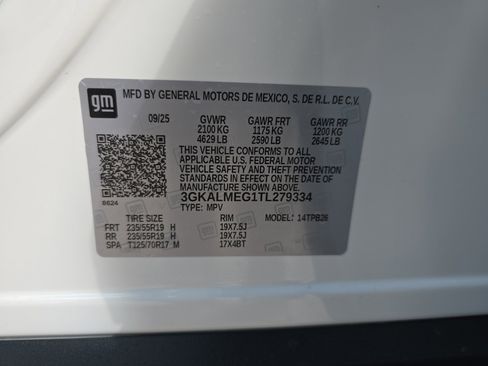 gm
MFD BY GENERAL MOTORS DE MEXICO, S. DE R.L. DE C.V.
09/25 GVWR GAWR FRT GAWR RR
2100 KG 1175 KG 1200 KG
4629 LB 2590 LB 2645 LB
THIS VEHICLE CONFORMS TO ALL
APPLICABLE U.S. FEDERAL MOTOR
VEHICLE SAFETY AND THEFT
PREVENTION STANDARDS IN EFFECT ON
THE DATE OF MANUFACTURE SHOWN ABOVE.
3GKALMEG1TL279334
8624 TYPE: MPV
TIRE SIZE RIM MODEL: 14TPB26
FRT 235/55R19 H 19X7.5J
RR 235/55R19 H 19X7.5J
SPA T125/70R17 M 17X4BT